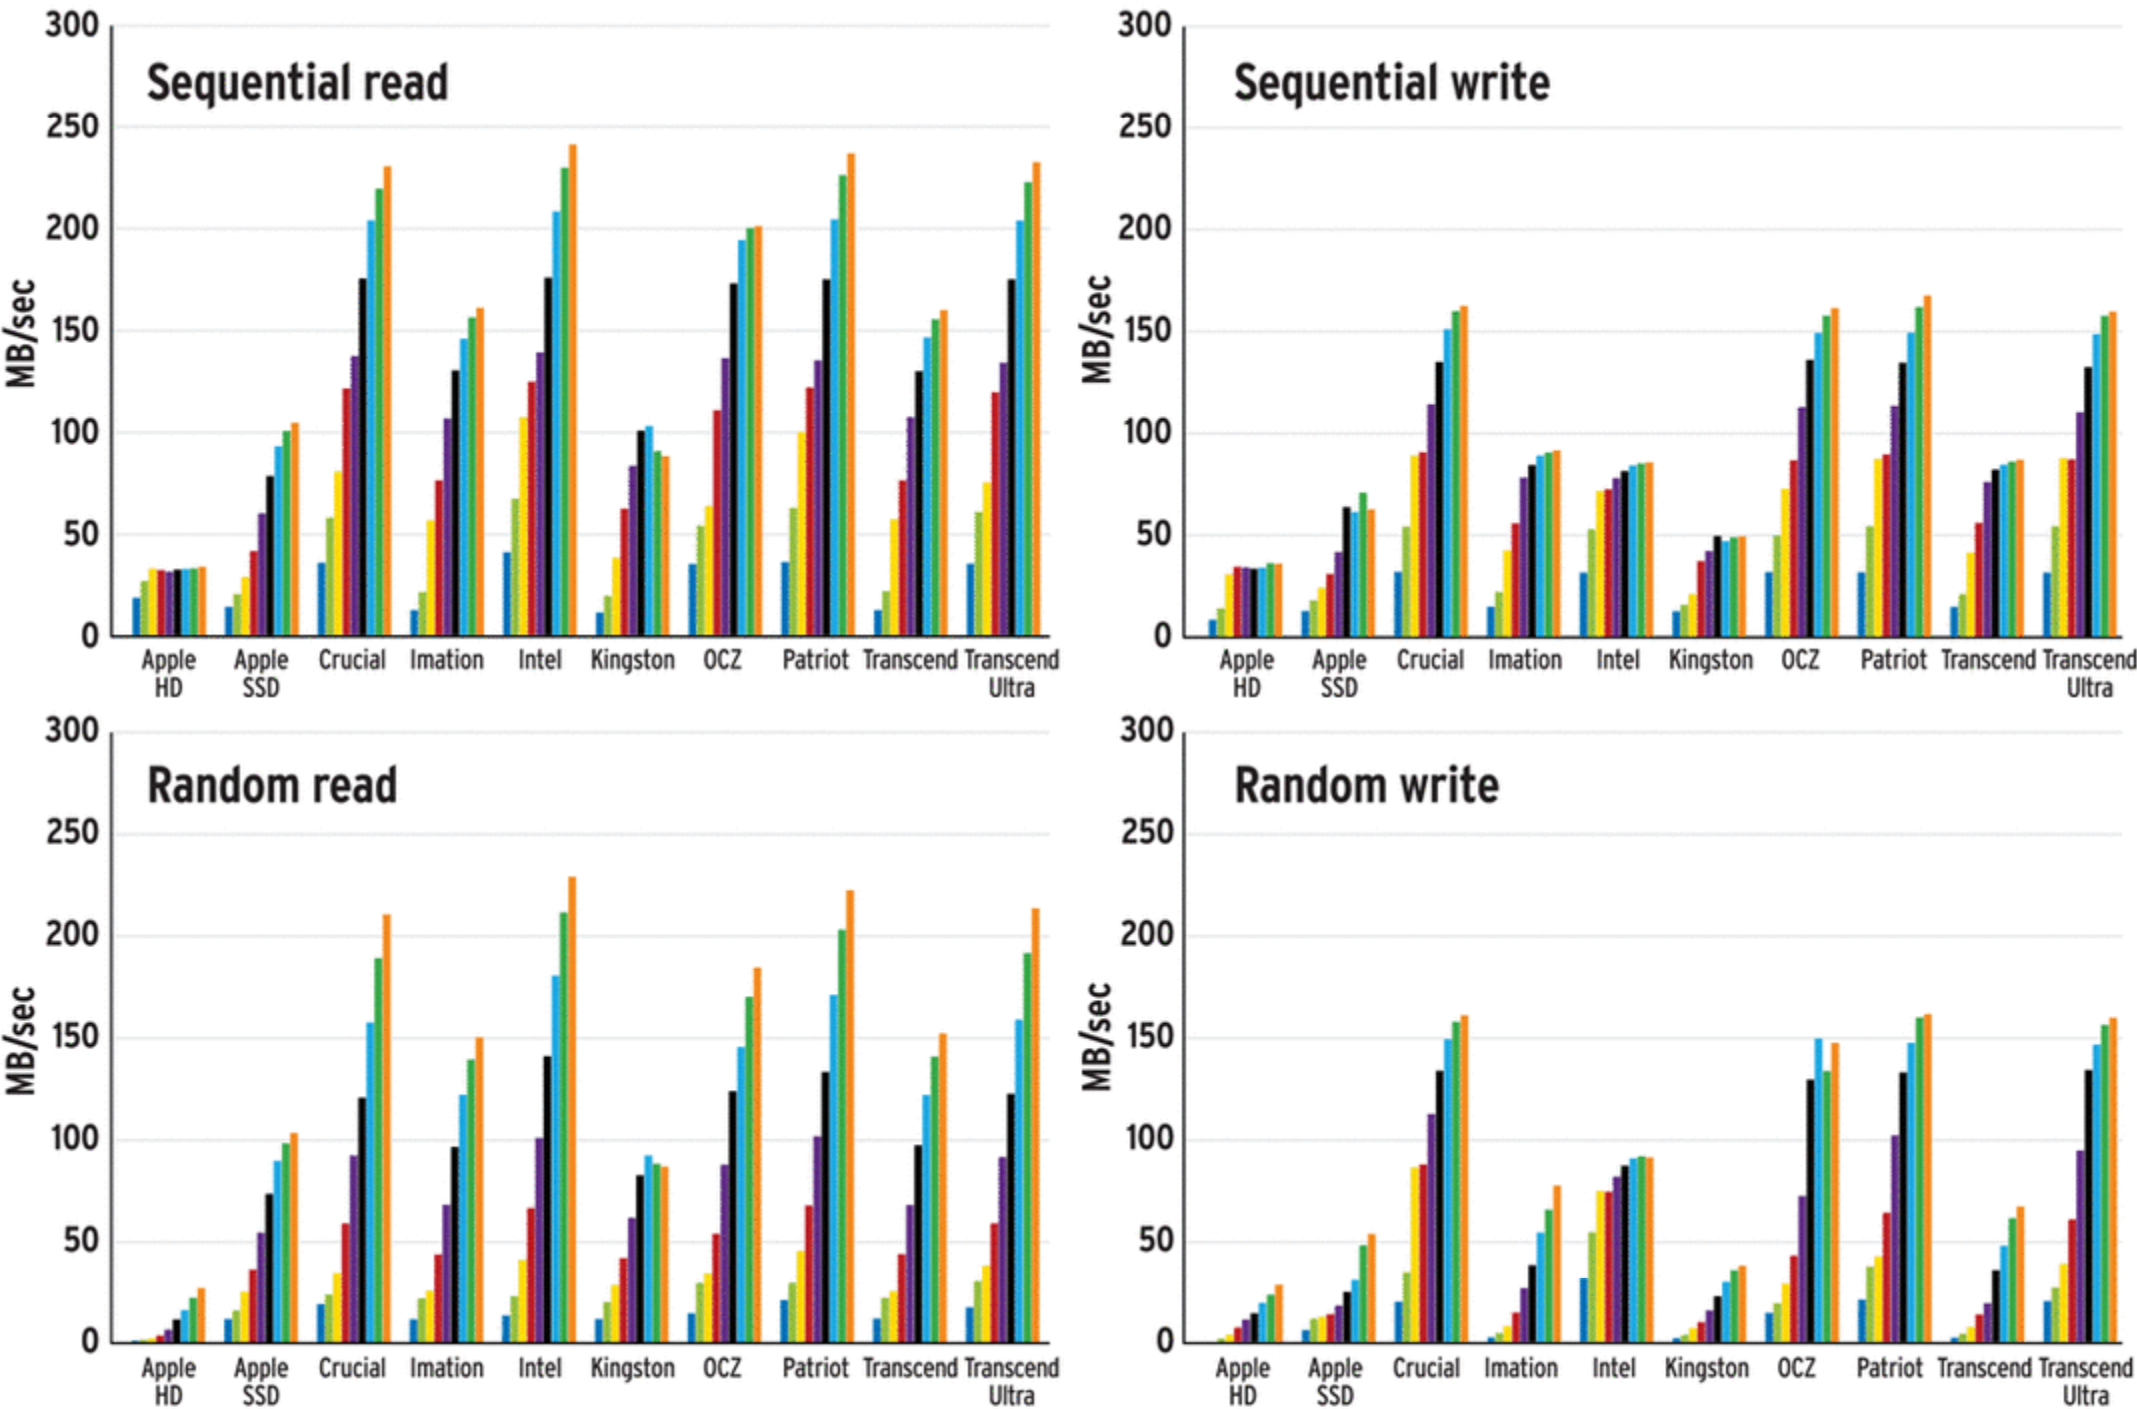 Sequential read
MB/sec
300
250
200
150
100
50
0
Apple HD
Apple SSD
Crucial
Imation
Intel
Kingston
OCZ
Patriot
Transcend
Transcend Ultra
Sequential write
MB/sec
300
250
200
150
100
50
0
Apple HD
Apple SSD
Crucial
Imation
Intel
Kingston
OCZ
Patriot
Transcend
Transcend Ultra
Random read
MB/sec
300
250
200
150
100
50
0
Apple HD
Apple SSD
Crucial
Imation
Intel
Kingston
OCZ
Patriot
Transcend
Transcend Ultra
Random write
MB/sec
300
250
200
150
100
50
0
Apple HD
Apple SSD
Crucial
Imation
Intel
Kingston
OCZ
Patriot
Transcend
Transcend Ultra